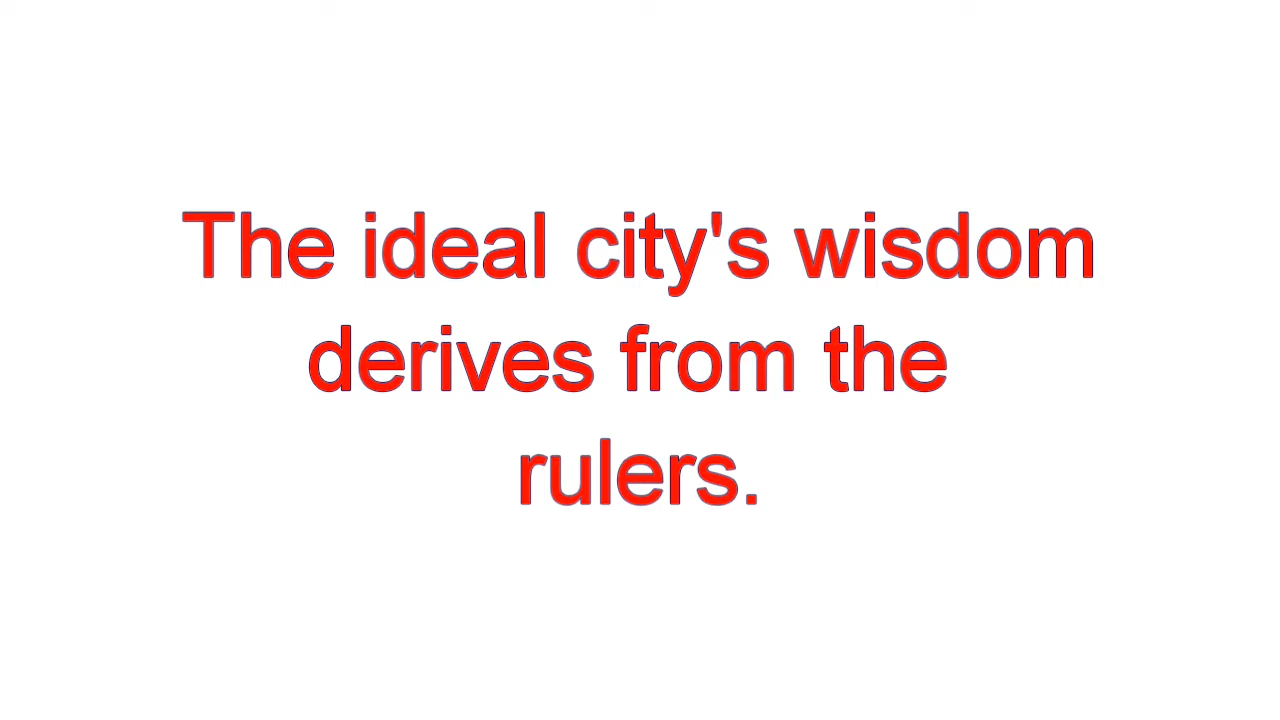 The ideal city's wisdom
derives from the
rulers.